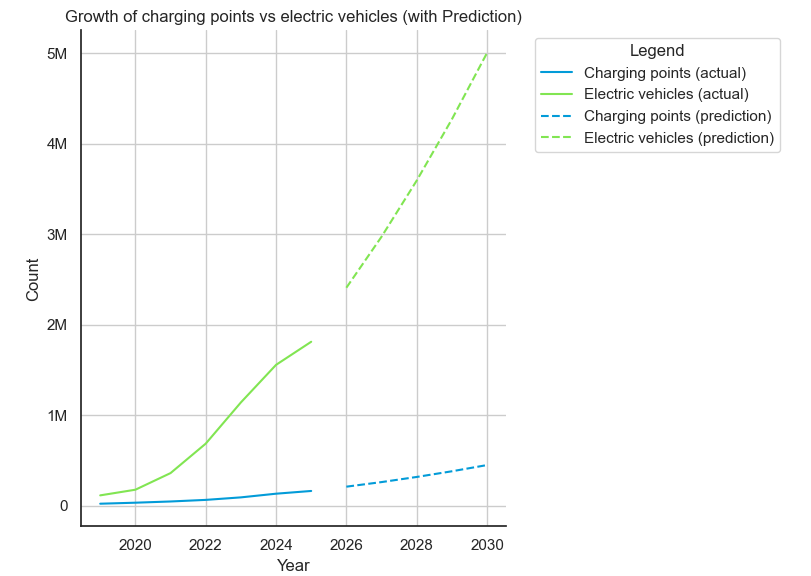 Growth of charging points vs electric vehicles (with Prediction)
Legend
Charging points (actual)
Electric vehicles (actual)
Charging points (prediction)
Electric vehicles (prediction)
Count
5M
4M
3M
2M
1M
0
2020 2022 2024 2026 2028 2030
Year